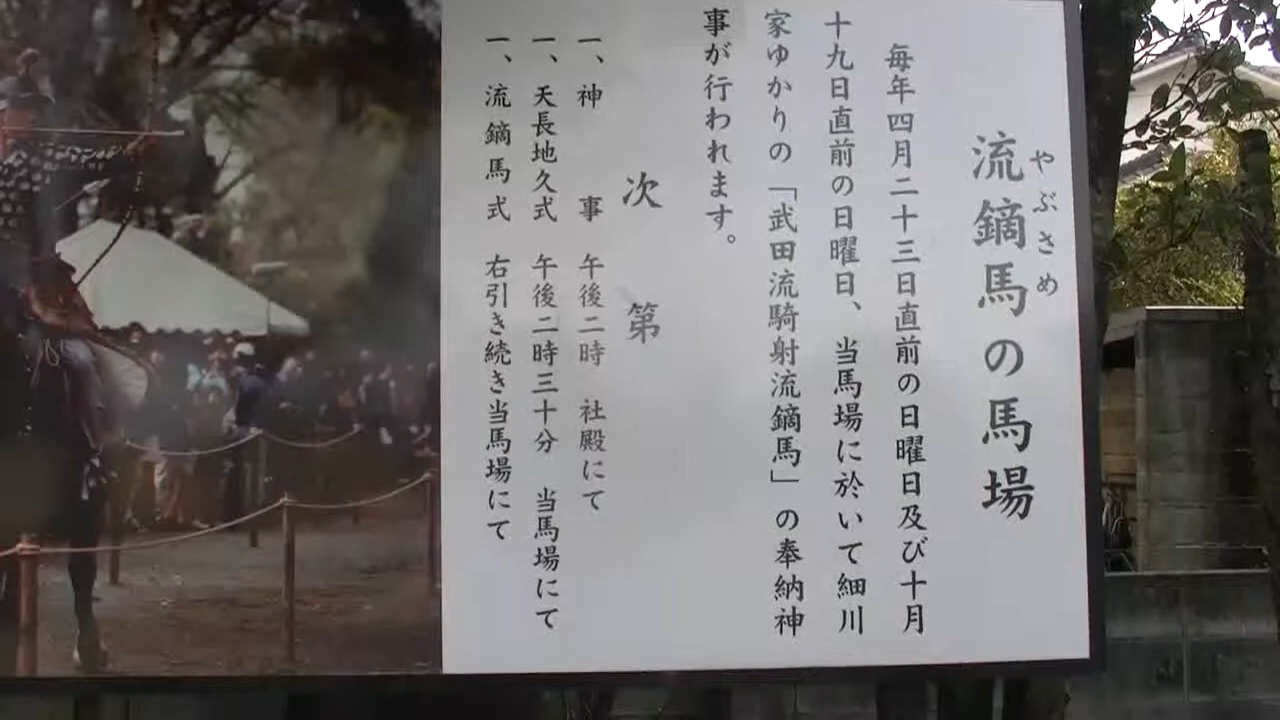 流鏑馬の馬場
やぶさめ
毎年四月二十三日直前の日曜日及び十月
十九日直前の日曜日、当馬場に於いて細川
家ゆかりの「武田流騎射流鏑馬」の奉納神
事が行われます。
次第
一、神事 午後二時 社殿にて
一、天長地久式 午後二時三十分 当馬場にて
一、流鏑馬式 右引き続き当馬場にて